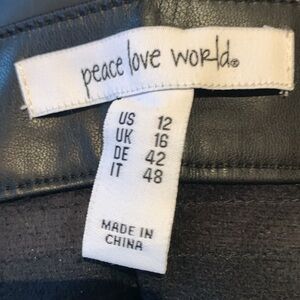 peace love world®
US 12
UK 16
DE 42
IT 48
MADE IN
CHINA